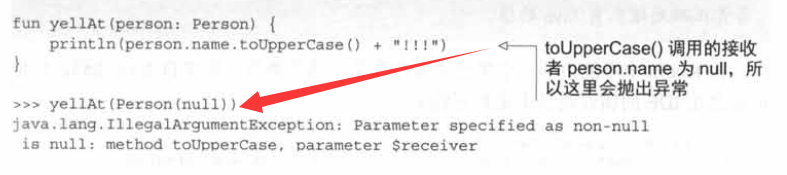 fun yellAt(person: Person) {
    println(person.name.toUpperCase() + "!!!")
}
toUpperCase() 调用的接收
者 person.name 为 null，所
以这里会抛出异常
>>> yellAt(Person(null))
java.lang.IllegalArgumentException: Parameter specified as non-null
 is null: method toUpperCase, parameter $receiver